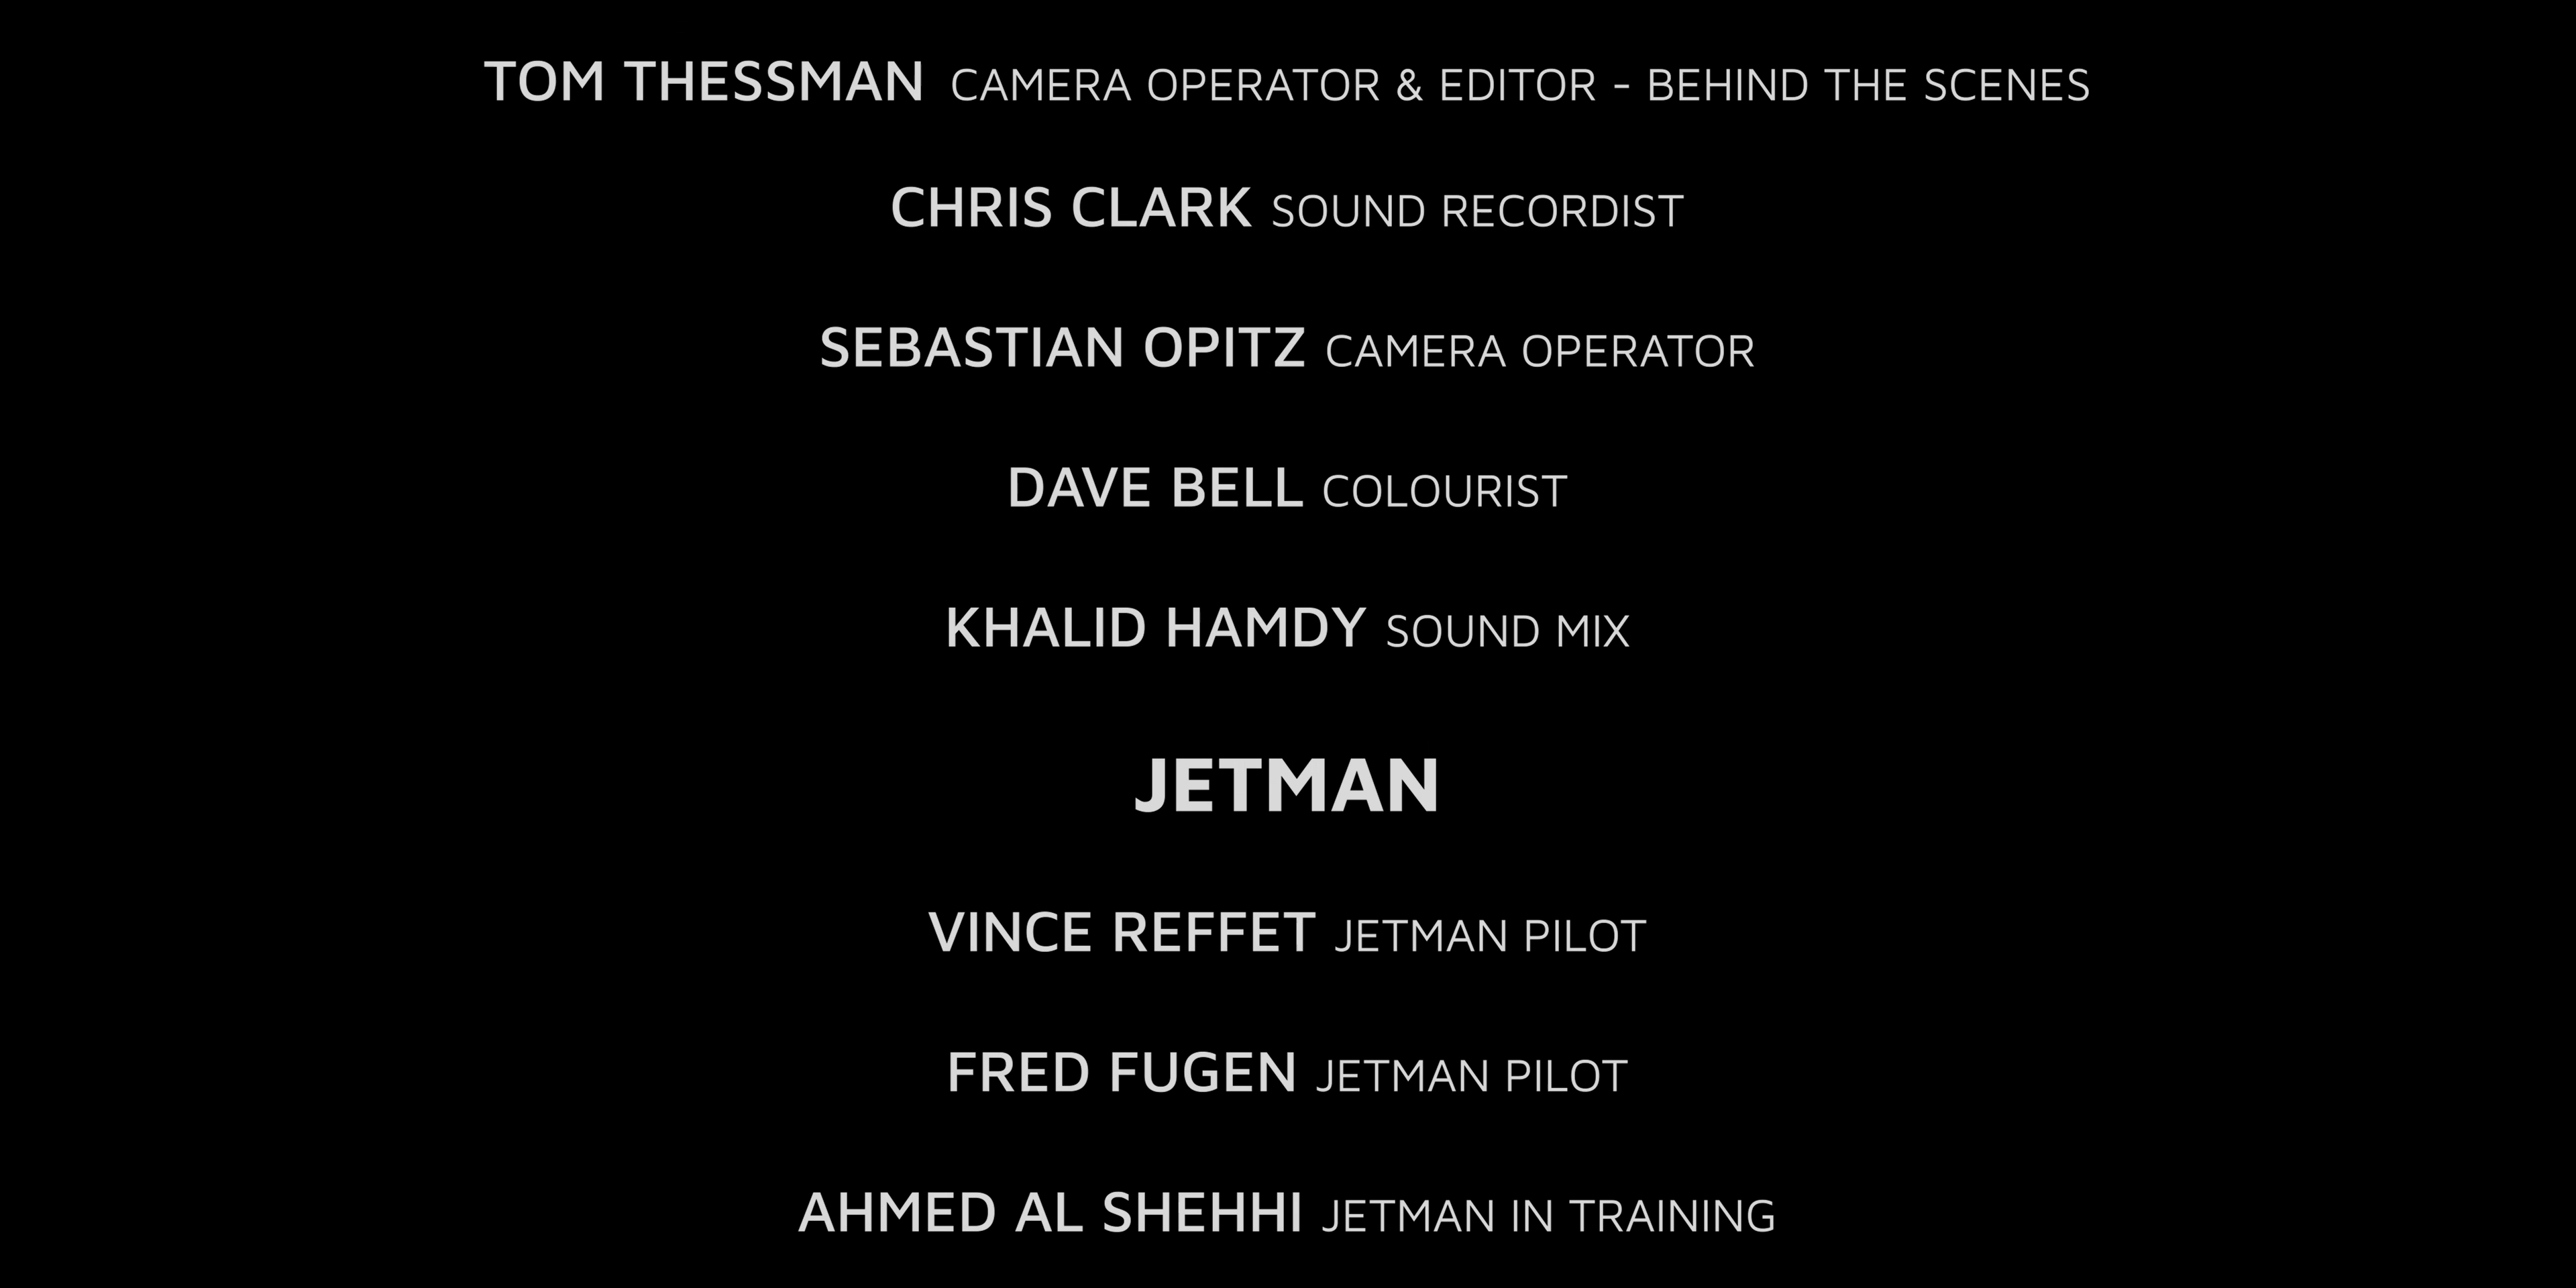 TOM THESSMAN CAMERA OPERATOR & EDITOR - BEHIND THE SCENES
CHRIS CLARK SOUND RECORDIST
SEBASTIAN OPITZ CAMERA OPERATOR
DAVE BELL COLOURIST
KHALID HAMDY SOUND MIX
JETMAN
VINCE REFFET JETMAN PILOT
FRED FUGEN JETMAN PILOT
AHMED AL SHEHHI JETMAN IN TRAINING